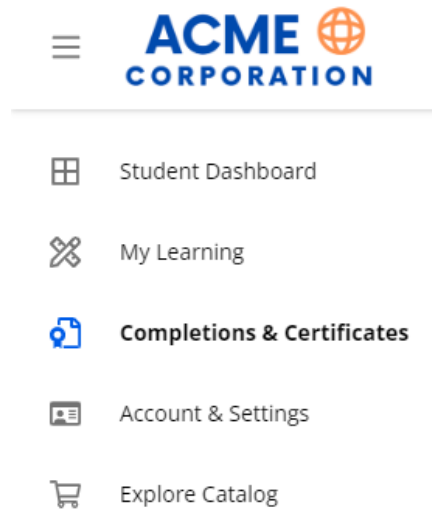 ACME
CORPORATION
Student Dashboard
My Learning
Completions & Certificates
Account & Settings
Explore Catalog